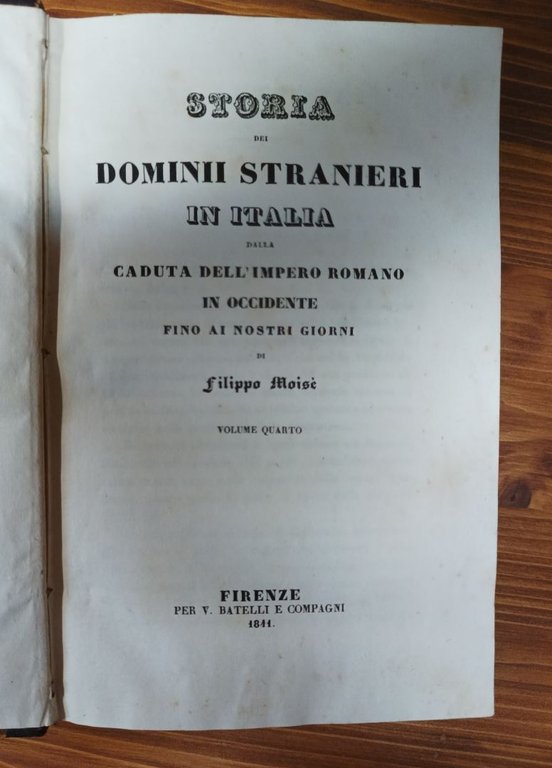 STORIA
DEI
DOMINII STRANIERI
IN ITALIA
DALLA
CADUTA DELL'IMPERO ROMANO
IN OCCIDENTE
FINO AI NOSTRI GIORNI
DI
Filippo Moisè
VOLUME QUARTO
FIRENZE
PER V. BATELLI E COMPAGNI
1841.